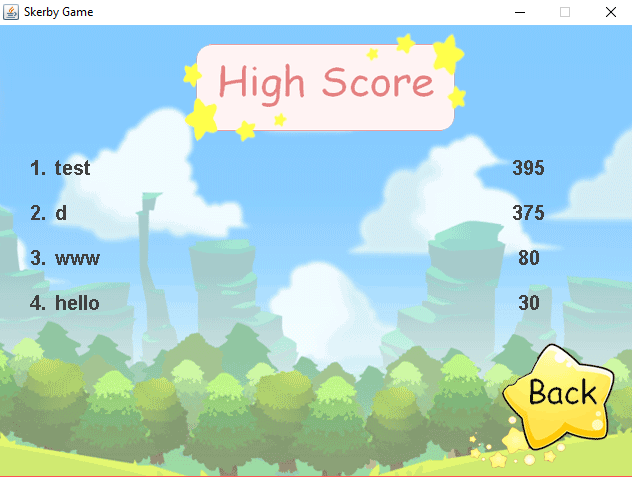 Skerby Game
High Score
1. test 395
2. d 375
3. www 80
4. hello 30
Back